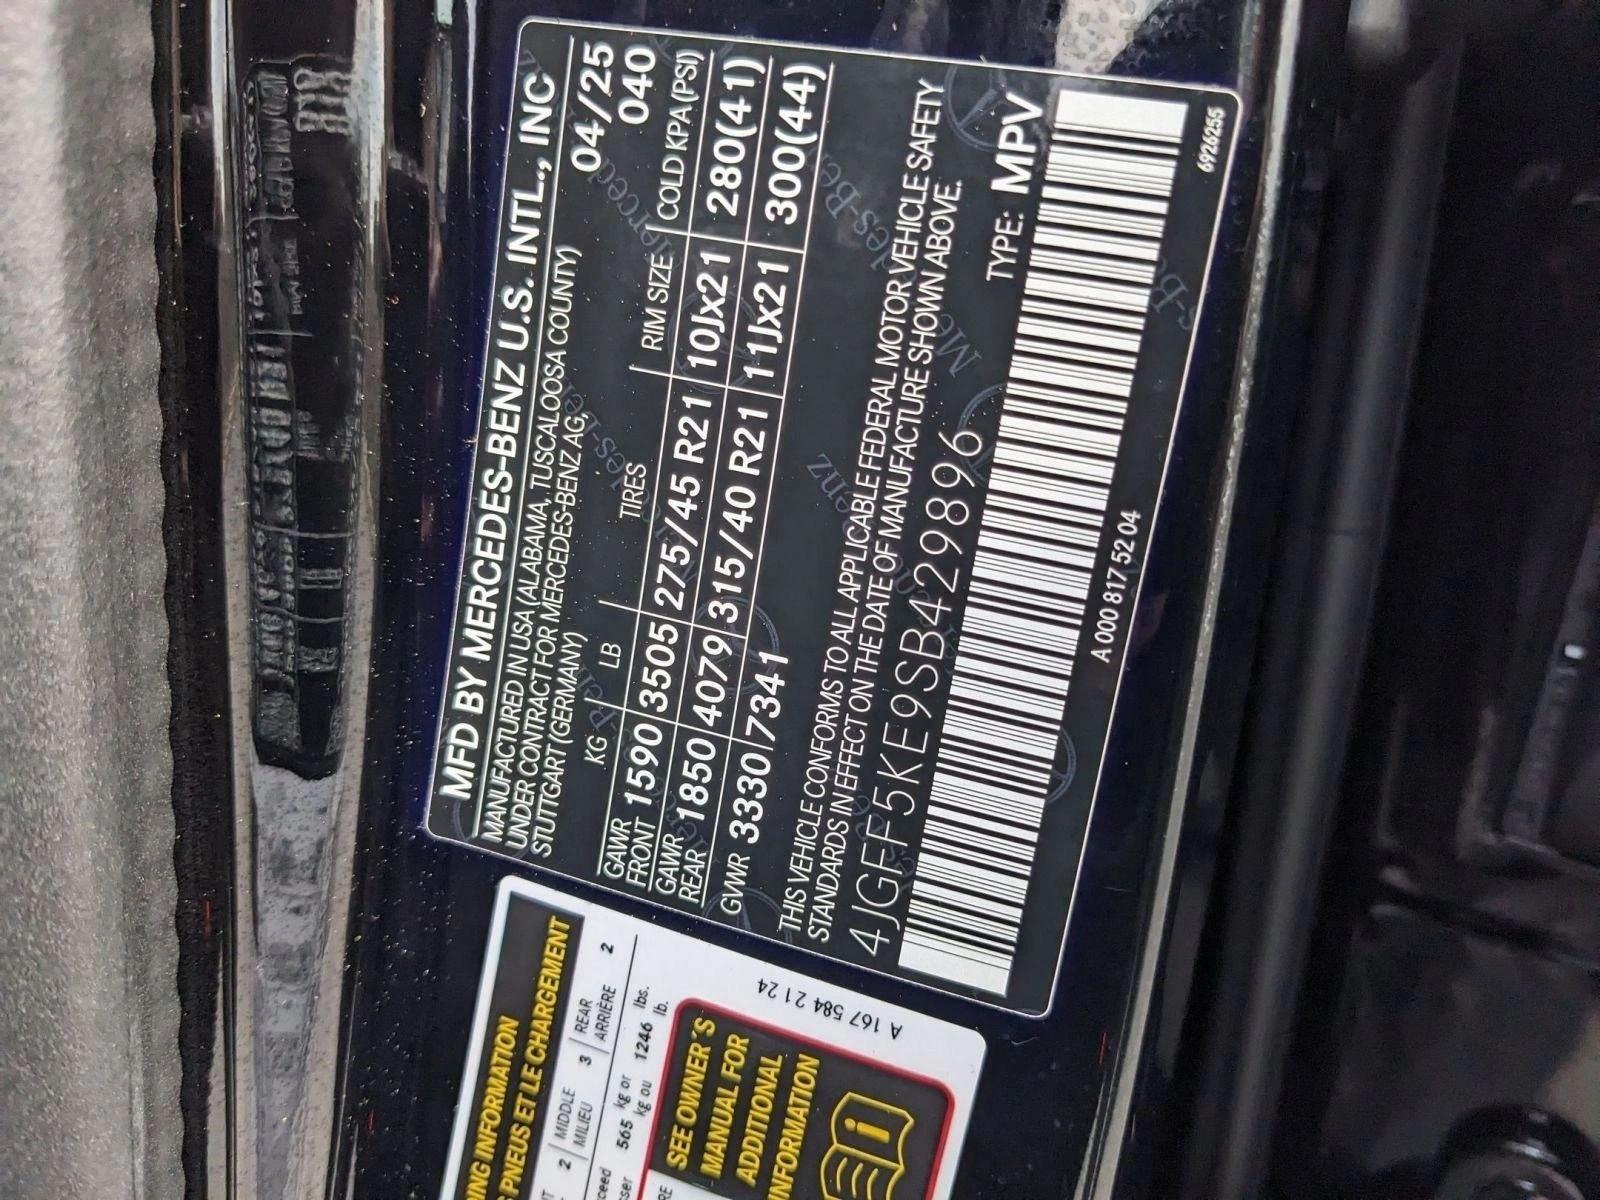 MFD BY MERCEDES-BENZ U.S. INTL., INC
MANUFACTURED IN USA (ALABAMA, TUSCALOOSA COUNTY)
UNDER CONTRACT FOR MERCEDES-BENZ AG,
STUTTGART (GERMANY)
04/25
040
KG LB TIRES RIM SIZE COLD KPA(PSI)
GAWR FRONT 1590 3505 275/45 R21 10Jx21 280(41)
GAWR REAR 1850 4079 315/40 R21 11Jx21 300(44)
GVWR 3330 7341
THIS VEHICLE CONFORMS TO ALL APPLICABLE FEDERAL MOTOR VEHICLE SAFETY
STANDARDS IN EFFECT ON THE DATE OF MANUFACTURE SHOWN ABOVE.
4JGFF5KE9SB429896 TYPE: MPV
A 000 817 52 04
6926255
INFORMATION
PNEUS ET LE CHARGEMENT
2 MIDDLE MILIEU 3 REAR ARRIÈRE 2
565 kg or 1246 lbs.
kg ou lb.
SEE OWNER'S
MANUAL FOR
ADDITIONAL
INFORMATION
A 167 584 21 24